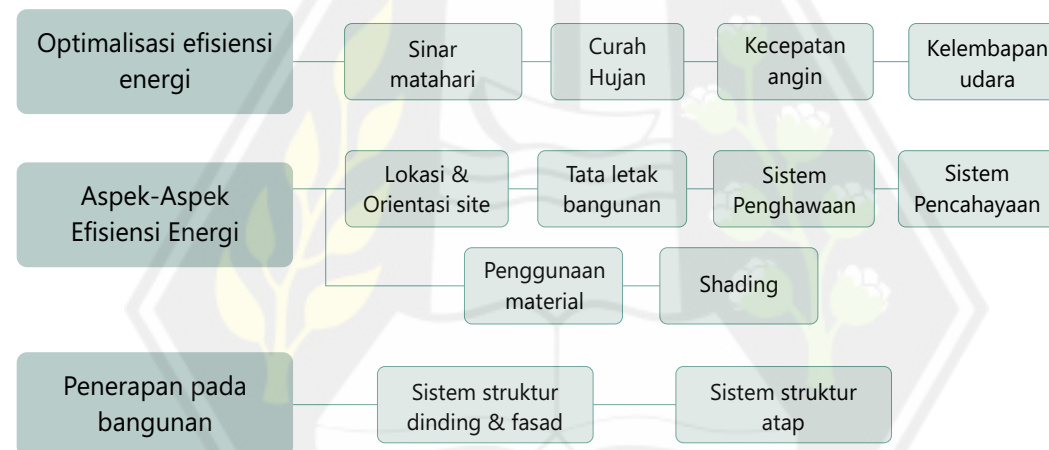 Optimalisasi efisiensi
energi
Sinar
matahari
Curah
Hujan
Kecepatan
angin
Kelembapan
udara
Aspek-Aspek
Efisiensi Energi
Lokasi &
Orientasi site
Tata letak
bangunan
Sistem
Penghawaan
Sistem
Pencahayaan
Penggunaan
material
Shading
Penerapan pada
bangunan
Sistem struktur
dinding & fasad
Sistem struktur
atap